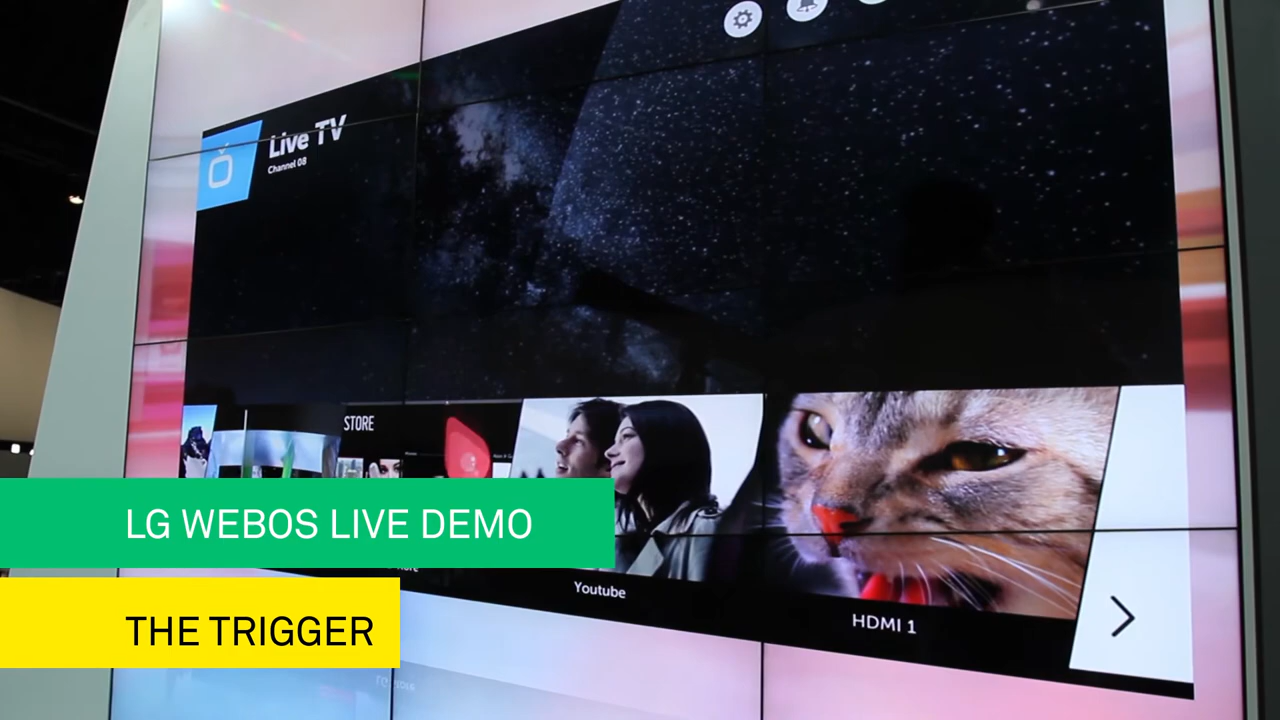 Live TV
Channel 08
STORE
LG WEBOS LIVE DEMO
Youtube
HDMI 1
THE TRIGGER